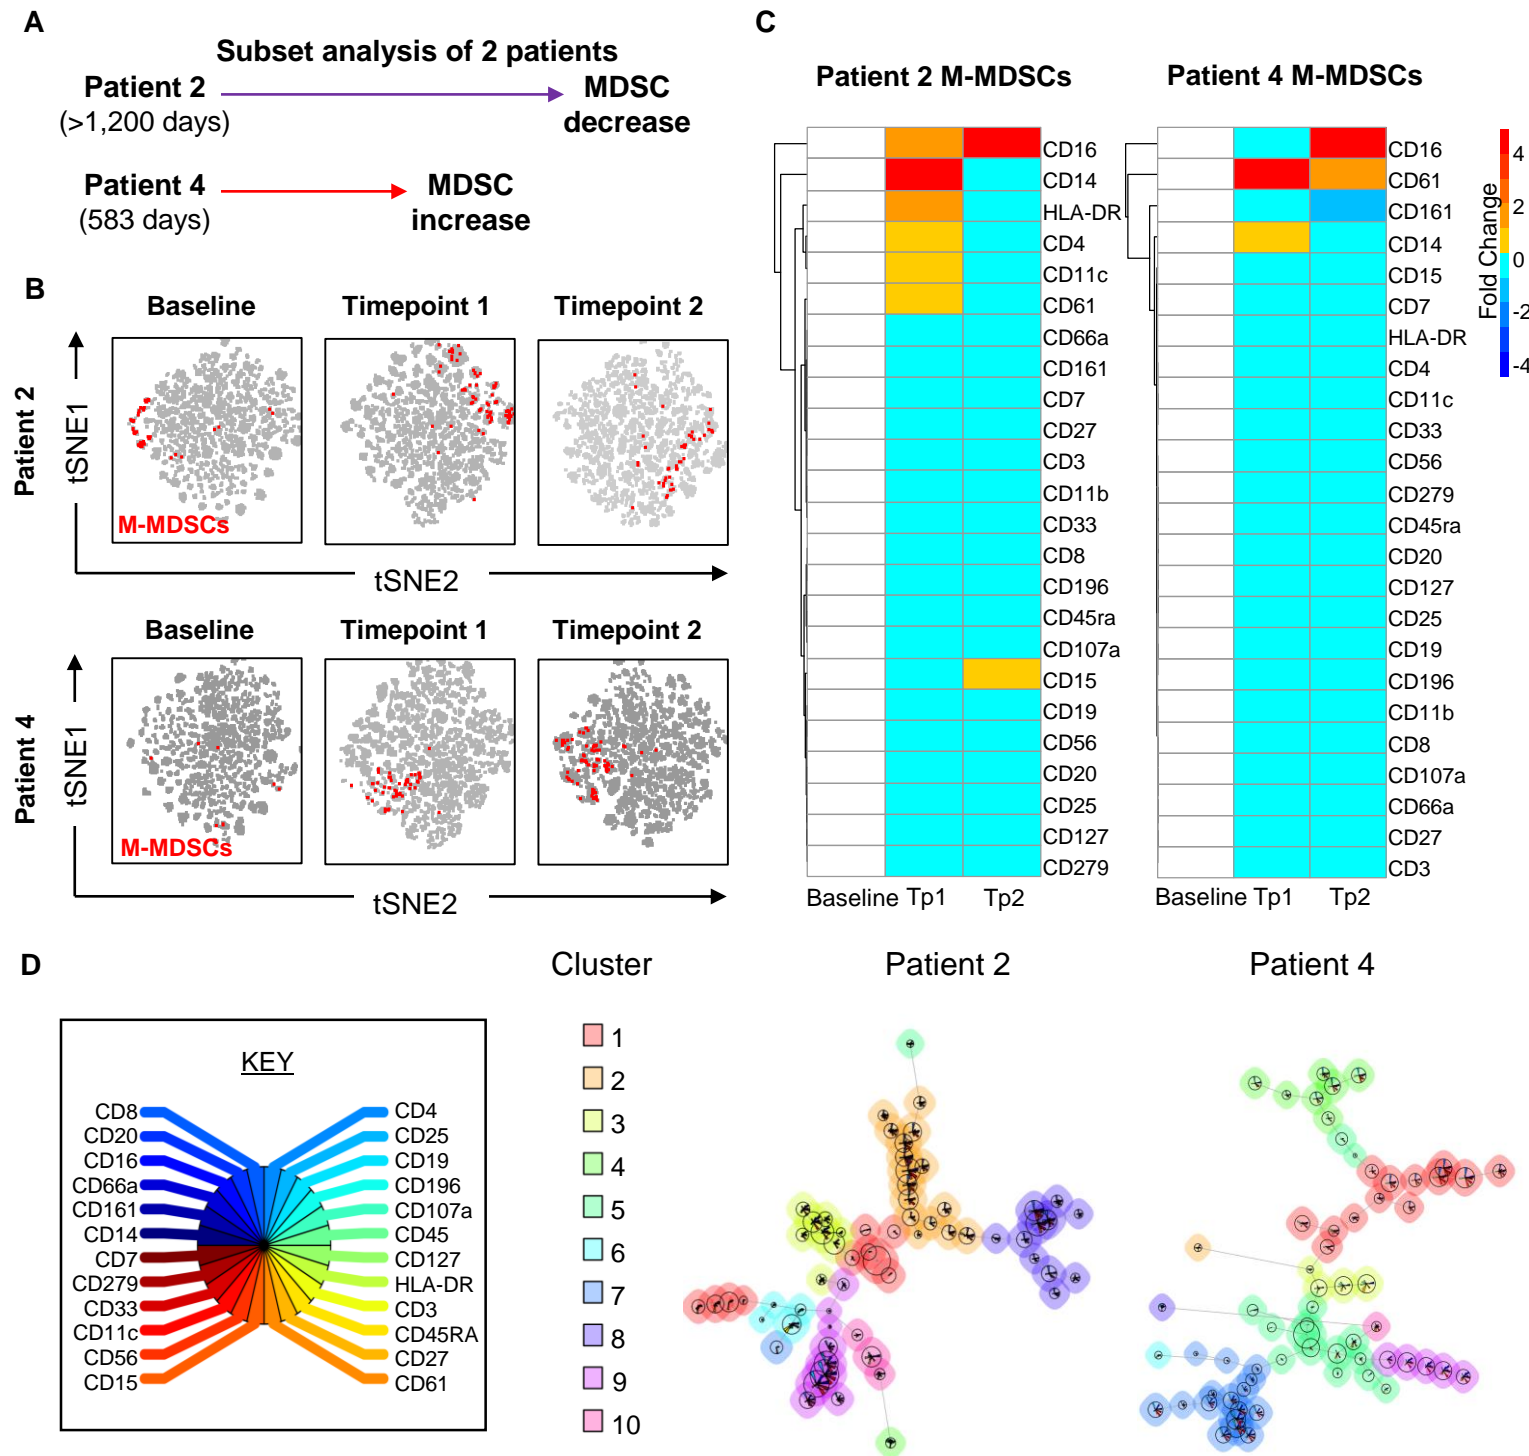 A
Subset analysis of 2 patients
Patient 2
(>1,200 days)
MDSC
decrease
Patient 4
(583 days)
MDSC
increase
B
Baseline
Timepoint 1
Timepoint 2
Patient 2
tSNE1
M-MDSCs
tSNE2
Baseline
Timepoint 1
Timepoint 2
Patient 4
tSNE1
M-MDSCs
tSNE2
C
Patient 2 M-MDSCs
CD16
CD14
HLA-DR
CD4
CD11c
CD61
CD66a
CD161
CD7
CD27
CD3
CD11b
CD33
CD8
CD196
CD45ra
CD107a
CD15
CD19
CD56
CD20
CD25
CD127
CD279
Baseline Tp1 Tp2
Patient 4 M-MDSCs
CD16
CD61
CD161
CD14
CD15
CD7
HLA-DR
CD4
CD11c
CD33
CD56
CD279
CD45ra
CD20
CD127
CD25
CD19
CD196
CD11b
CD8
CD107a
CD66a
CD27
CD3
Baseline Tp1 Tp2
Fold Change
4
2
0
-2
-4
D
KEY
CD8
CD20
CD16
CD66a
CD161
CD14
CD7
CD279
CD33
CD11c
CD56
CD15
CD4
CD25
CD19
CD196
CD107a
CD45
CD127
HLA-DR
CD3
CD45RA
CD27
CD61
Cluster
1
2
3
4
5
6
7
8
9
10
Patient 2
Patient 4